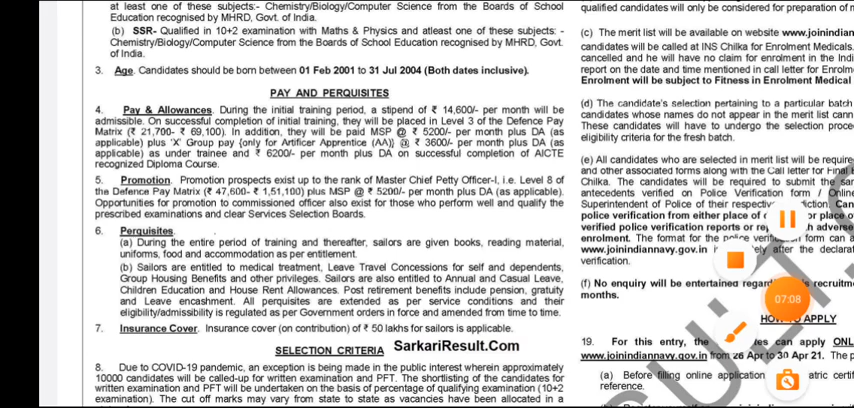 at least one of these subjects:- Chemistry/Biology/Computer Science from the Boards of School
Education recognised by MHRD, Govt. of India.
(b) SSR- Qualified in 10+2 examination with Maths & Physics and atleast one of these subjects: -
Chemistry/Biology/Computer Science from the Boards of School Education recognised by MHRD, Govt.
of India.
3. Age. Candidates should be born between 01 Feb 2001 to 31 Jul 2004 (Both dates inclusive).
PAY AND PERQUISITES
4. Pay & Allowances. During the initial training period, a stipend of ₹ 14,600/- per month will be
admissible. On successful completion of initial training, they will be placed in Level 3 of the Defence Pay
Matrix (₹ 21,700- ₹ 69,100). In addition, they will be paid MSP @ ₹ 5200/- per month plus DA (as
applicable) plus 'X' Group pay {only for Artificer Apprentice (AA)} @ ₹ 3600/- per month plus DA (as
applicable) as under trainee and ₹ 6200/- per month plus DA on successful completion of AICTE
recognized Diploma Course.
5. Promotion. Promotion prospects exist up to the rank of Master Chief Petty Officer-I, i.e. Level 8 of
the Defence Pay Matrix (₹ 47,600- ₹ 1,51,100) plus MSP @ ₹ 5200/- per month plus DA (as applicable).
Opportunities for promotion to commissioned officer also exist for those who perform well and qualify the
prescribed examinations and clear Services Selection Boards.
6. Perquisites.
(a) During the entire period of training and thereafter, sailors are given books, reading material,
uniforms, food and accommodation as per entitlement.
(b) Sailors are entitled to medical treatment, Leave Travel Concessions for self and dependents,
Group Housing Benefits and other privileges. Sailors are also entitled to Annual and Casual Leave,
Children Education and House Rent Allowances. Post retirement benefits include pension, gratuity
and Leave encashment. All perquisites are extended as per service conditions and their
eligibility/admissibility is regulated as per Government orders in force and amended from time to time.
7. Insurance Cover. Insurance cover (on contribution) of ₹ 50 lakhs for sailors is applicable.
SELECTION CRITERIA SarkariResult.Com
8. Due to COVID-19 pandemic, an exception is being made in the public interest wherein approximately
10000 candidates will be called-up for written examination and PFT. The shortlisting of the candidates for
written examination and PFT will be undertaken on the basis of percentage of qualifying examination (10+2
examination). The cut off marks may vary from state to state as vacancies have been allocated in a
qualified candidates will only be considered for preparation of
(c) The merit list will be available on website www.joinindian
candidates will be called at INS Chilka for Enrolment Medicals.
cancelled and he will have no claim for enrolment in the Indi
report on the date and time mentioned in call letter for Enrolm
Enrolment will be subject to Fitness in Enrolment Medical
(d) The candidate's selection pertaining to a particular batch
candidates whose names do not appear in the merit list cann
These candidates will have to undergo the selection proce
eligibility criteria for the fresh batch.
(e) All candidates who are selected in merit list will be require
and other associated forms along with the Call letter for Final
Chilka. The candidates will be required to submit the
antecedents verified on Police Verification form / Online
Superintendent of Police of their diction. Can
police verification from either place of or place o
verified police verification reports or adverse
enrolment. The format for the police form can a
www.joinindiannavy.gov.in ely after the declarat
verification.
(f) No enquiry will be entertained regard recruitm
months.
07:08
HO APPLY
19. For this entry, the es can apply ONL
www.joinindiannavy.gov.in from 26 Apr to 30 Apr 21. The
(a) Before filling online application atric certif
reference.